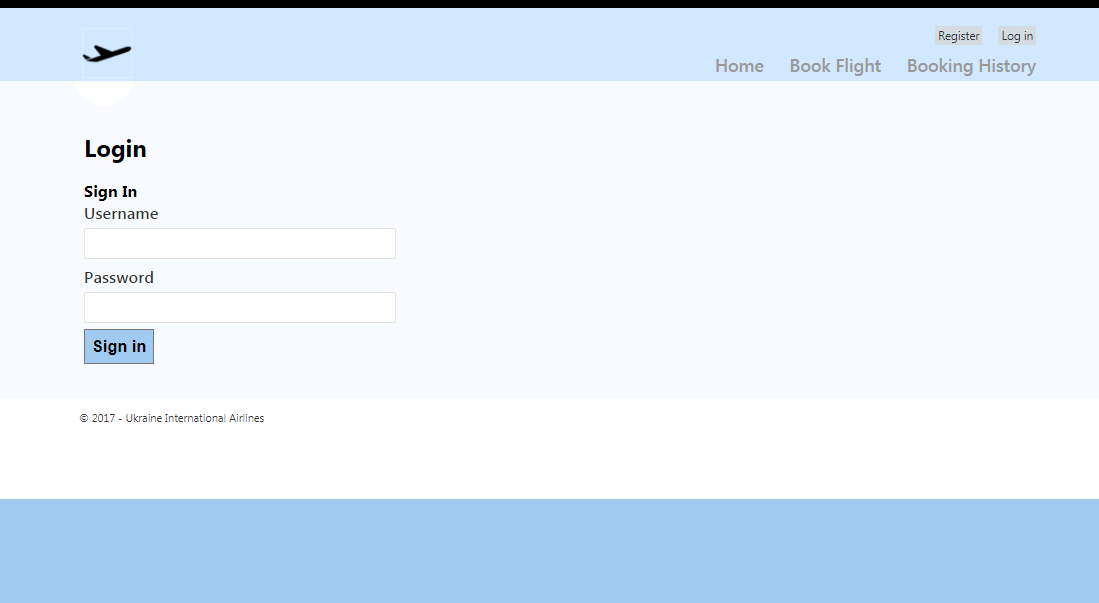 Register Log in
Home Book Flight Booking History
Login
Sign In
Username
Password
Sign in
© 2017 - Ukraine International Airlines